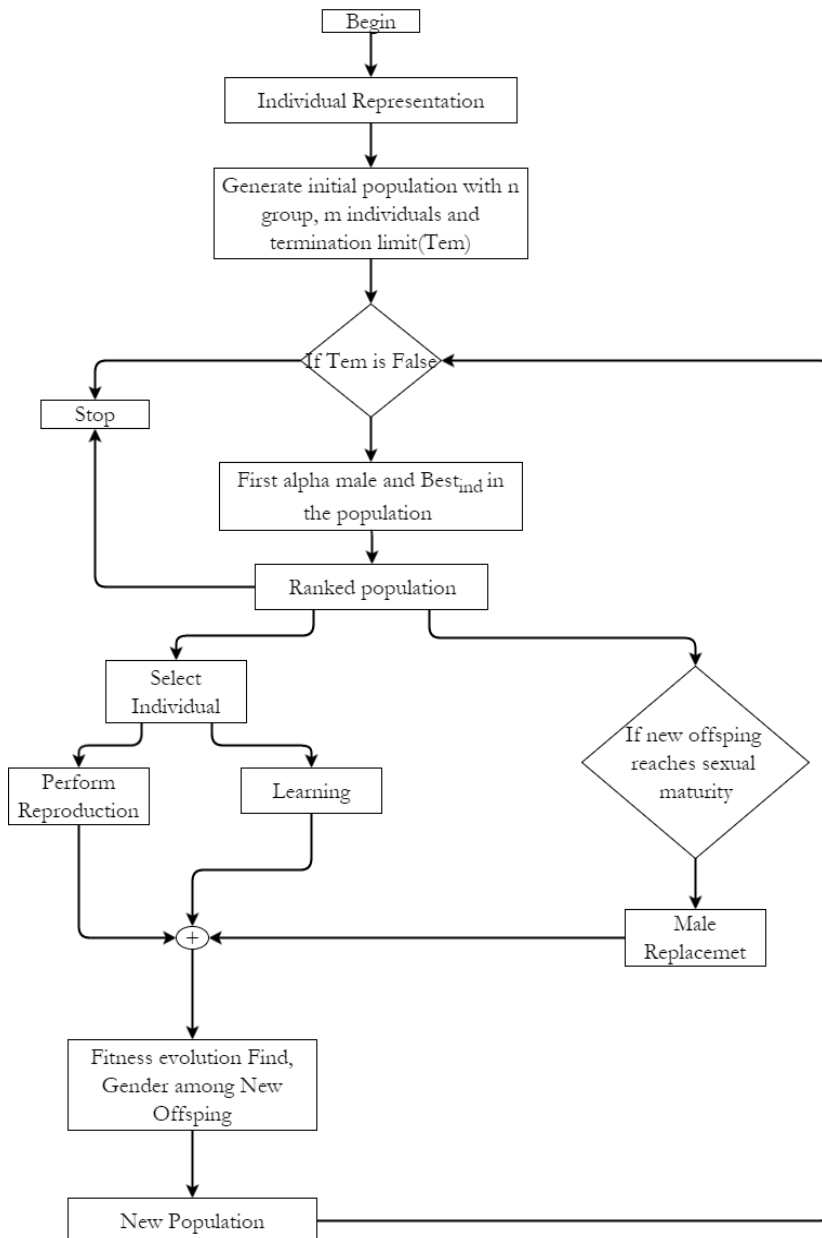 Begin
Individual Representation
Generate initial population with n
group, m individuals and
termination limit(Tem)
If Tem is False
Stop
First alpha male and Best_ind in
the population
Ranked population
Select
Individual
If new offsping
reaches sexual
maturity
Perform
Reproduction
Learning
+
Male
Replacemet
Fitness evolution Find,
Gender among New
Offsping
New Population